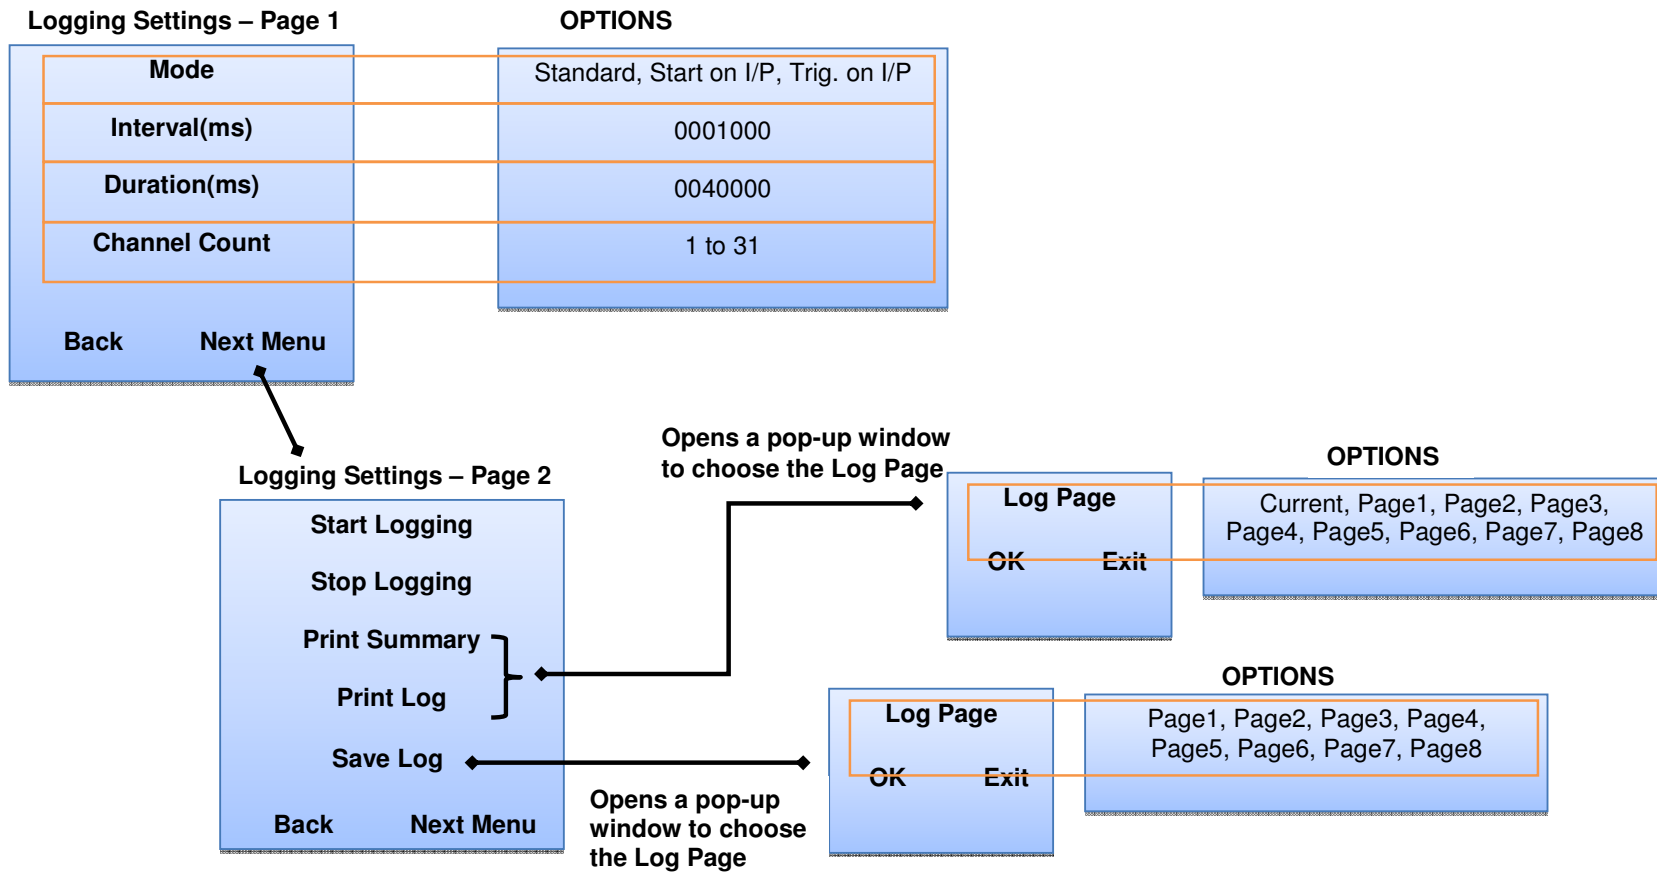 Logging Settings – Page 1
OPTIONS
Mode
Standard, Start on I/P, Trig. on I/P
Interval(ms)
0001000
Duration(ms)
0040000
Channel Count
1 to 31
Back
Next Menu
Logging Settings – Page 2
Start Logging
Stop Logging
Print Summary
Print Log
Save Log
Back
Next Menu
Opens a pop-up window
to choose the Log Page
Log Page
OK
Exit
OPTIONS
Current, Page1, Page2, Page3,
Page4, Page5, Page6, Page7, Page8
Opens a pop-up
window to choose
the Log Page
Log Page
OK
Exit
OPTIONS
Page1, Page2, Page3, Page4,
Page5, Page6, Page7, Page8